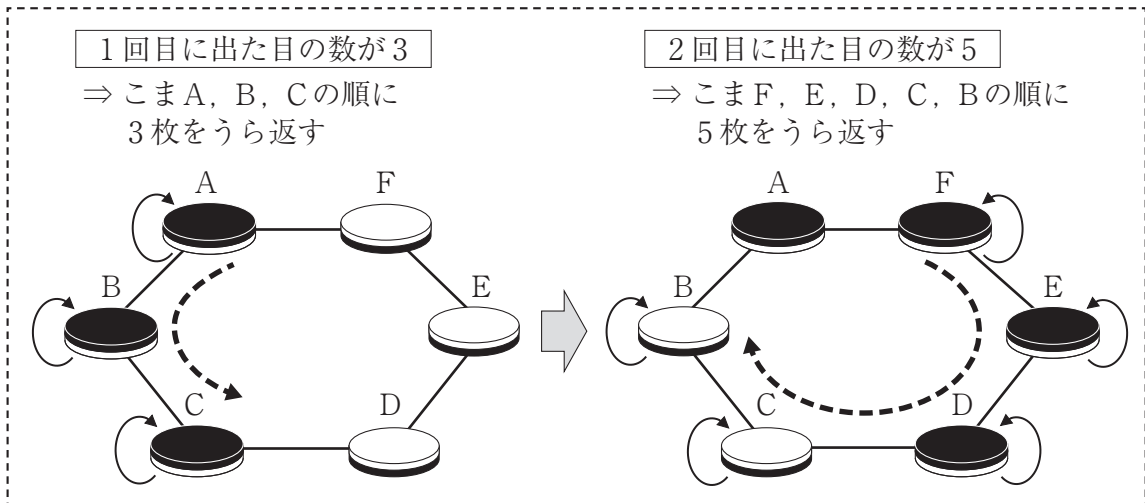 1回目に出た目の数が3
⇒ こまA，B，Cの順に
3枚をうら返す
A
F
B
E
C
D
2回目に出た目の数が5
⇒ こまF，E，D，C，Bの順に
5枚をうら返す
A
F
B
E
C
D